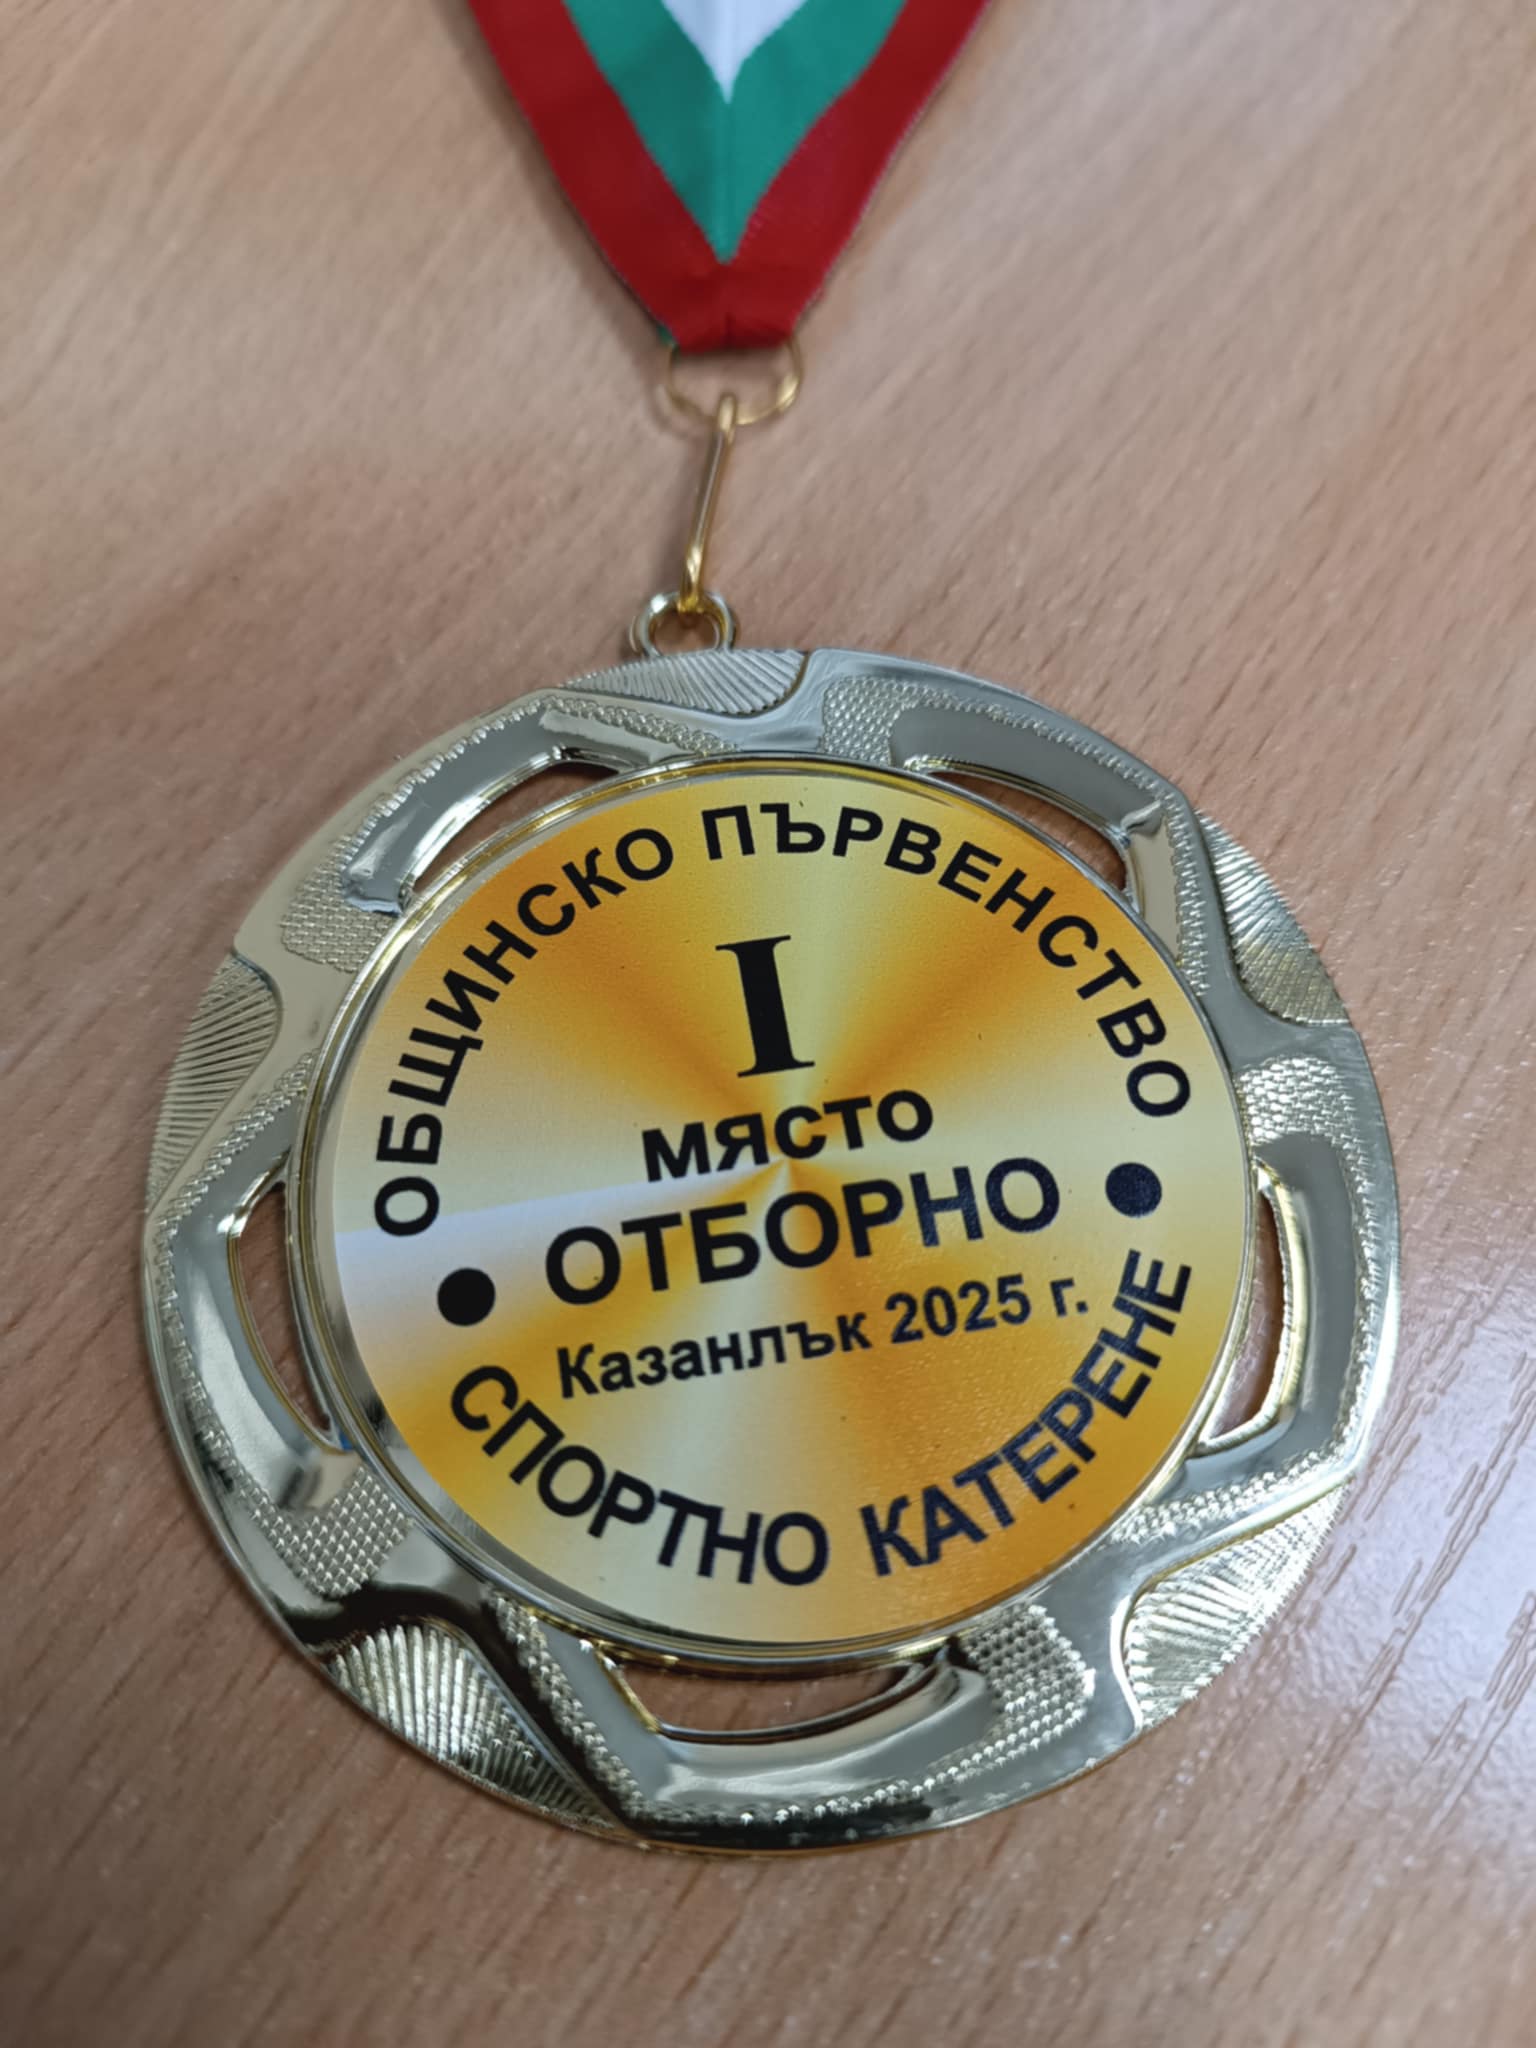 ОБЩИНСКО ПЪРВЕНСТВО
I
МЯСТО
ОТБОРНО
Казанлък 2025 г.
СПОРТНО КАТЕРЕНЕ